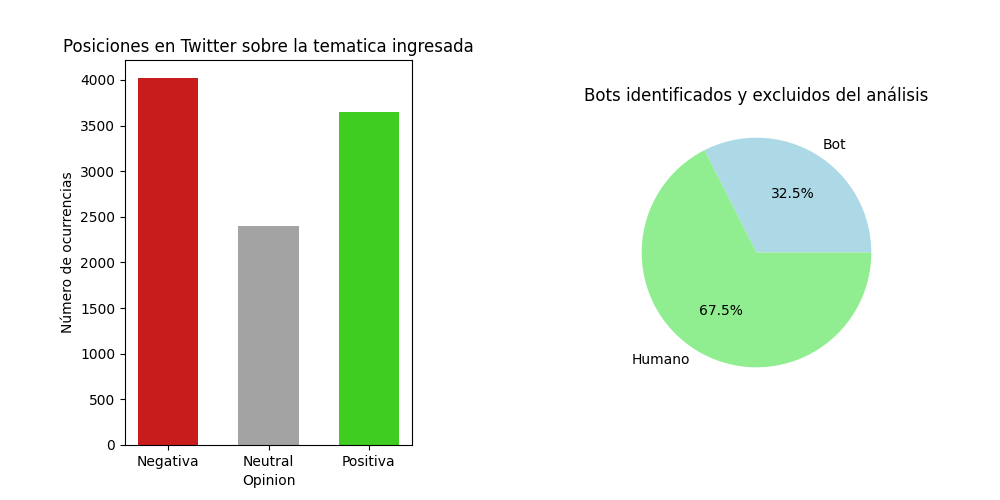 Posiciones en Twitter sobre la tematica ingresada
Número de ocurrencias
4000
3500
3000
2500
2000
1500
1000
500
0
Negativa
Neutral
Positiva
Opinion
Bots identificados y excluidos del análisis
Bot
32.5%
67.5%
Humano